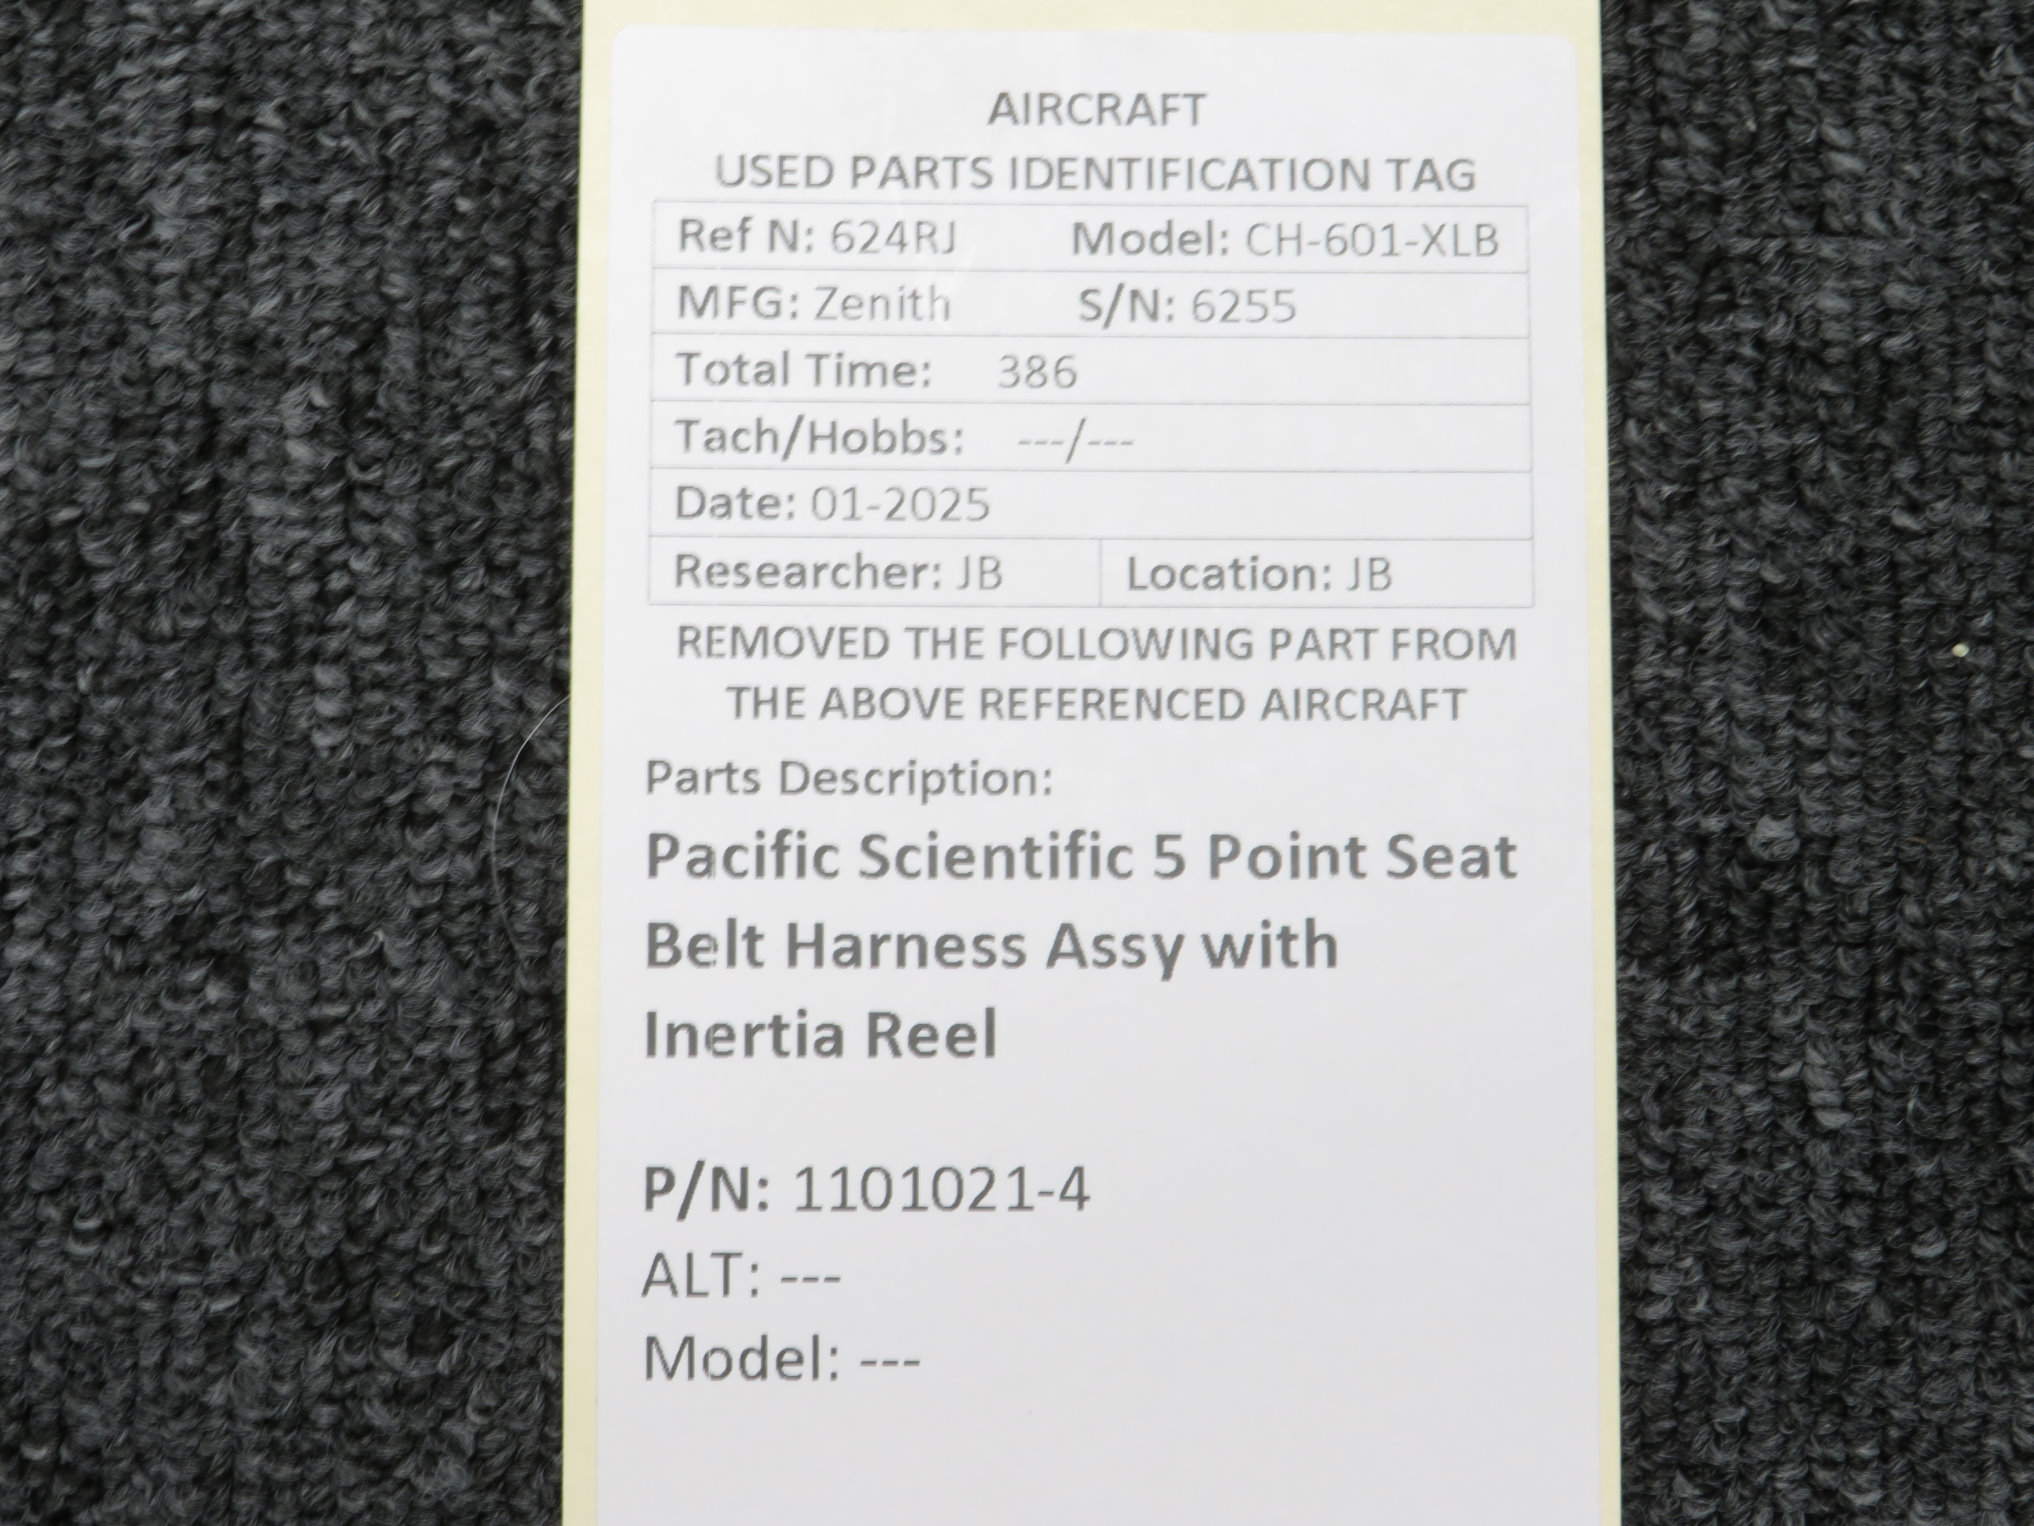 AIRCRAFT
USED PARTS IDENTIFICATION TAG
Ref N: 624RJ Model: CH-601-XLB
MFG: Zenith S/N: 6255
Total Time: 386
Tach/Hobbs: ---/---
Date: 01-2025
Researcher: JB Location: JB
REMOVED THE FOLLOWING PART FROM
THE ABOVE REFERENCED AIRCRAFT
Parts Description:
Pacific Scientific 5 Point Seat
Belt Harness Assy with
Inertia Reel
P/N: 1101021-4
ALT: ---
Model: ---